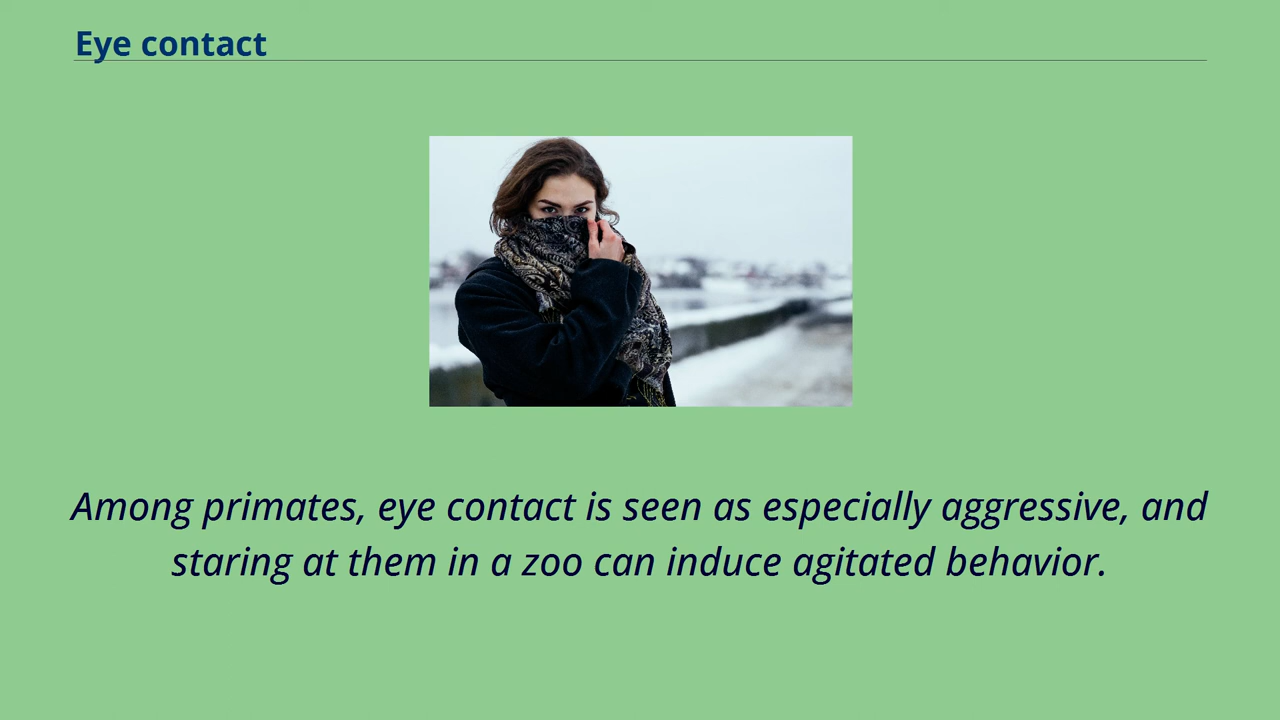 Eye contact
Among primates, eye contact is seen as especially aggressive, and
staring at them in a zoo can induce agitated behavior.